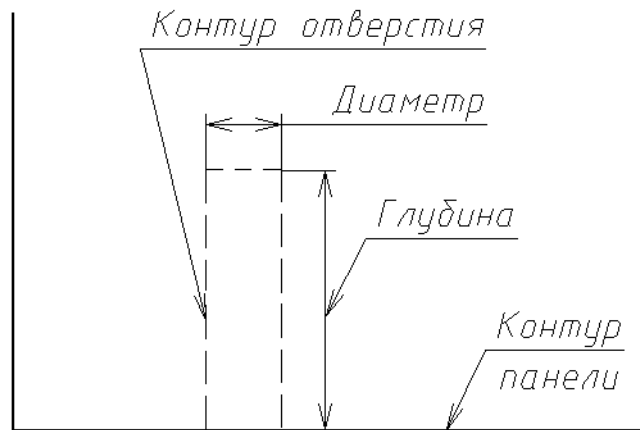 Контур отверстия
Диаметр
Глубина
Контур
панели